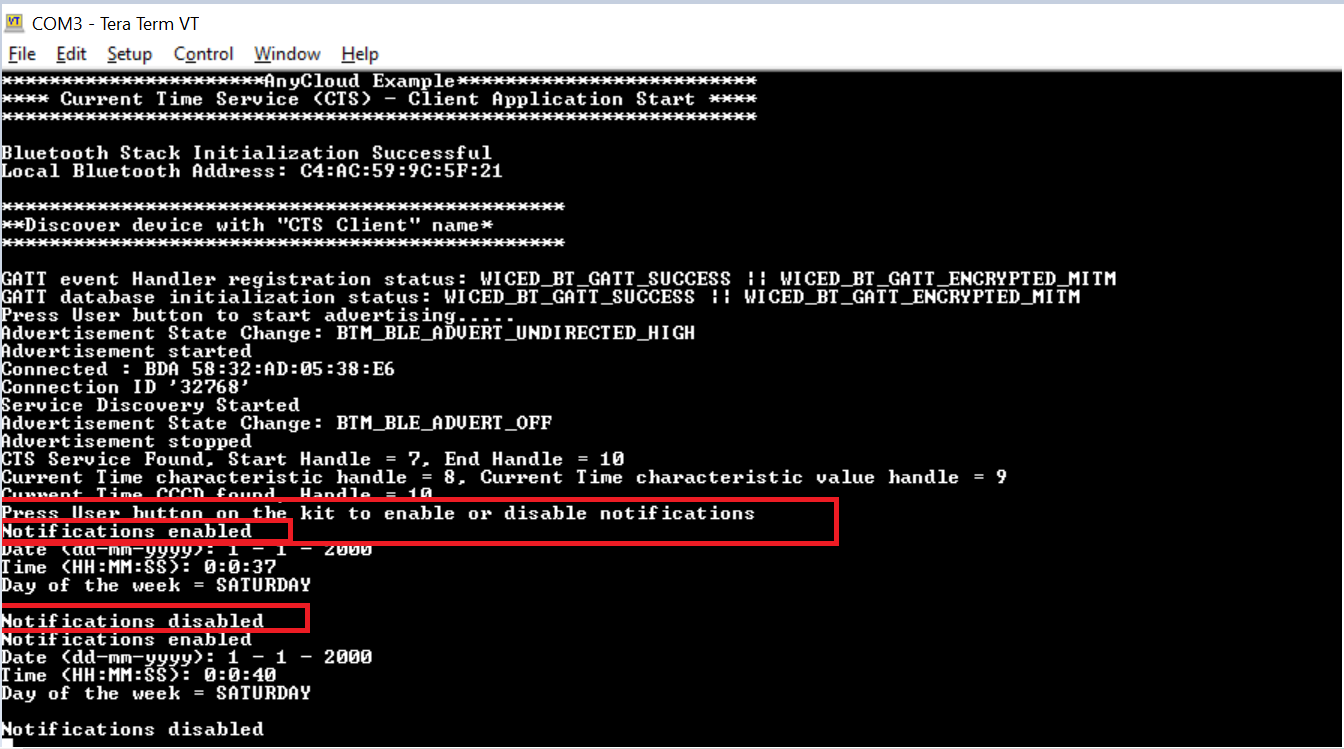 VT COM3 - Tera Term VT
File Edit Setup Control Window Help
**********************AnyCloud Example*************************
**** Current Time Service (CTS) - Client Application Start ****
***************************************************************
Bluetooth Stack Initialization Successful
Local Bluetooth Address: C4:AC:59:9C:5F:21
***********************************************
**Discover device with "CTS Client" name*
***********************************************
GATT event Handler registration status: WICED_BT_GATT_SUCCESS || WICED_BT_GATT_ENCRYPTED_MITM
GATT database initialization status: WICED_BT_GATT_SUCCESS || WICED_BT_GATT_ENCRYPTED_MITM
Press User button to start advertising.....
Advertisement State Change: BTM_BLE_ADVERT_UNDIRECTED_HIGH
Advertisement started
Connected : BDA 58:32:AD:05:38:E6
Connection ID '32768'
Service Discovery Started
Advertisement State Change: BTM_BLE_ADVERT_OFF
Advertisement stopped
CTS Service Found, Start Handle = 7, End Handle = 10
Current Time characteristic handle = 8, Current Time characteristic value handle = 9
Current Time CCCD found, Handle = 10
Press User button on the kit to enable or disable notifications
Notifications enabled
Date (dd-mm-yyyy): 1 - 1 - 2000
Time (HH:MM:SS): 0:0:37
Day of the week = SATURDAY
Notifications disabled
Notifications enabled
Date (dd-mm-yyyy): 1 - 1 - 2000
Time (HH:MM:SS): 0:0:40
Day of the week = SATURDAY
Notifications disabled